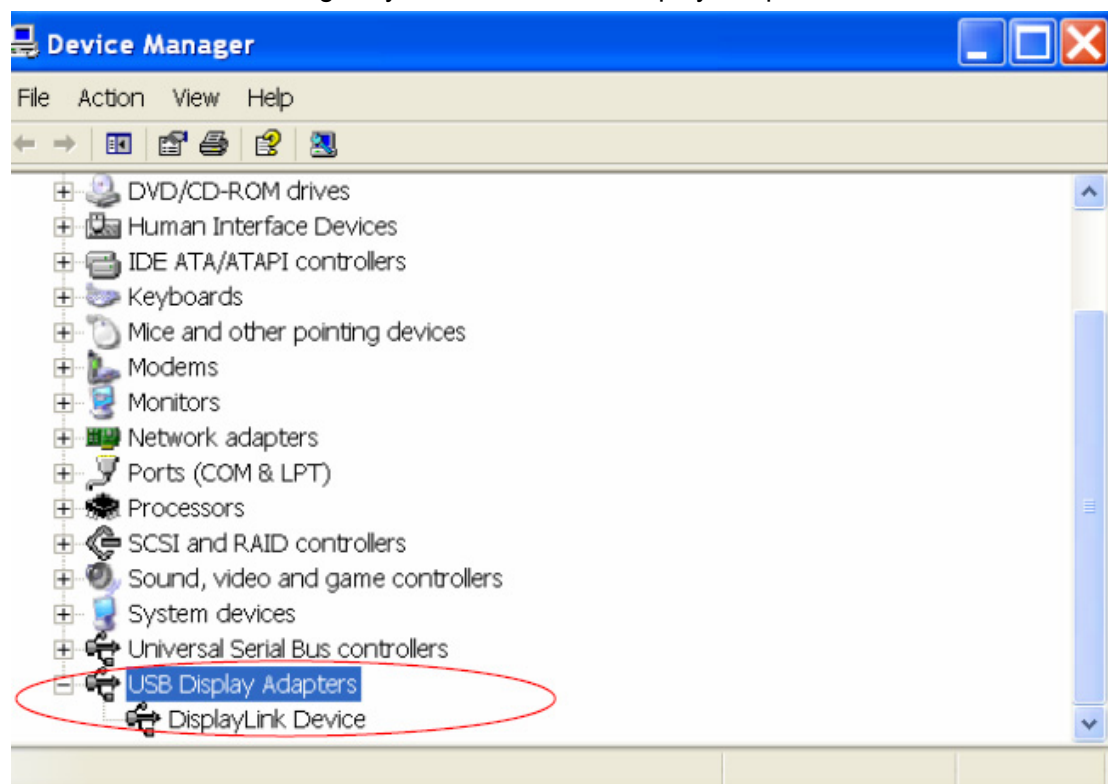 Device Manager
File Action View Help
DVD/CD-ROM drives
Human Interface Devices
IDE ATA/ATAPI controllers
Keyboards
Mice and other pointing devices
Modems
Monitors
Network adapters
Ports (COM & LPT)
Processors
SCSI and RAID controllers
Sound, video and game controllers
System devices
Universal Serial Bus controllers
USB Display Adapters
DisplayLink Device